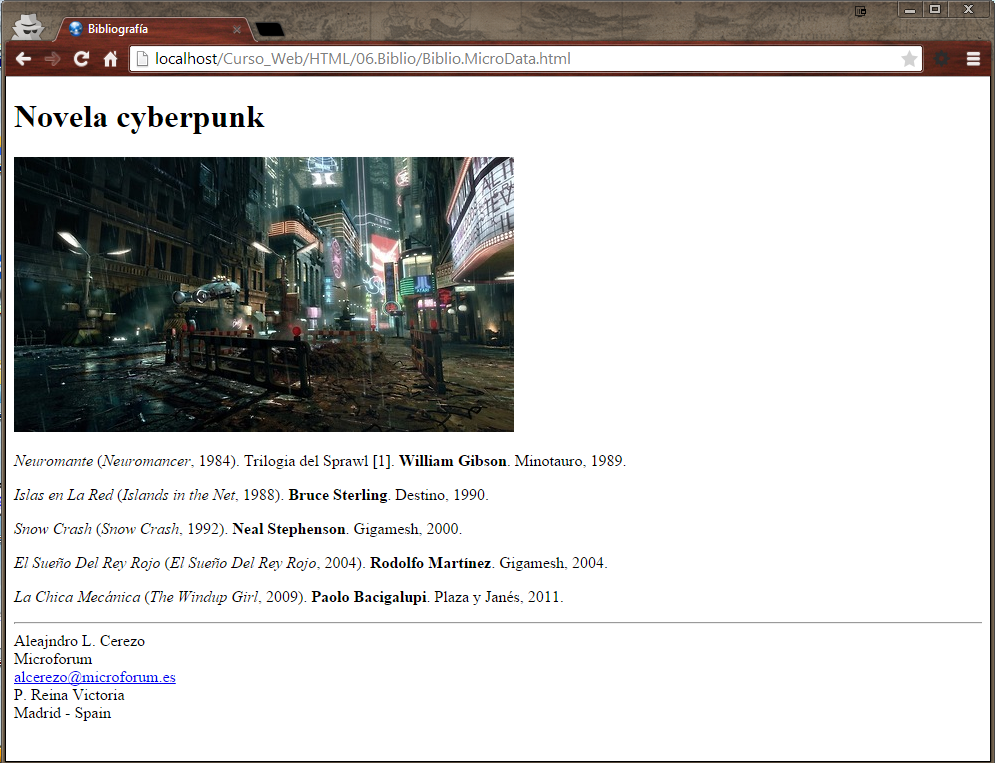 Bibliografía
localhost/Curso_Web/HTML/06.Biblio/Biblio.MicroData.html
Novela cyberpunk
Neuromante (Neuromancer, 1984). Trilogia del Sprawl [1]. William Gibson. Minotauro, 1989.
Islas en La Red (Islands in the Net, 1988). Bruce Sterling. Destino, 1990.
Snow Crash (Snow Crash, 1992). Neal Stephenson. Gigamesh, 2000.
El Sueño Del Rey Rojo (El Sueño Del Rey Rojo, 2004). Rodolfo Martínez. Gigamesh, 2004.
La Chica Mecánica (The Windup Girl, 2009). Paolo Bacigalupi. Plaza y Janés, 2011.
Aleajndro L. Cerezo
Microforum
alcerezo@microforum.es
P. Reina Victoria
Madrid - Spain